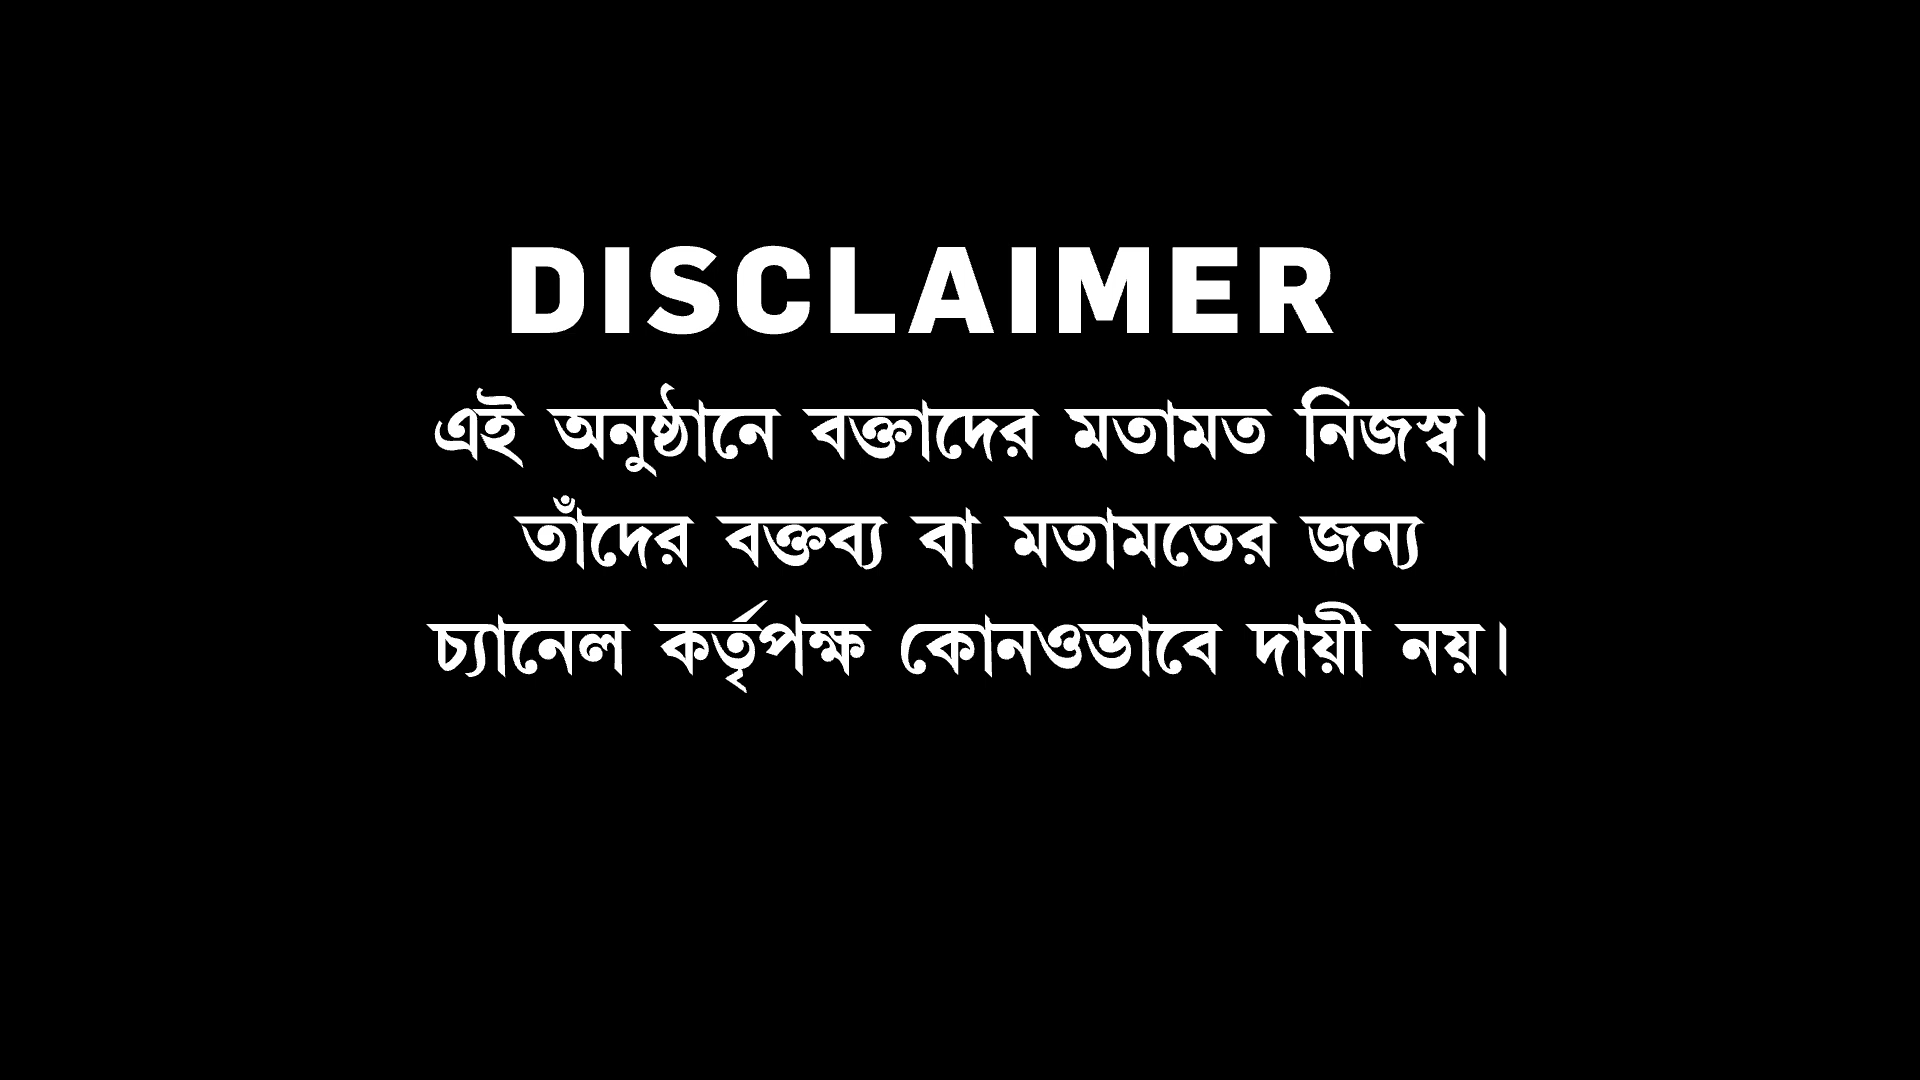 DISCLAIMER
এই অনুষ্ঠানে বক্তাদের মতামত নিজস্ব।
তাঁদের বক্তব্য বা মতামতের জন্য
চ্যানেল কর্তৃপক্ষ কোনওভাবে দায়ী নয়।